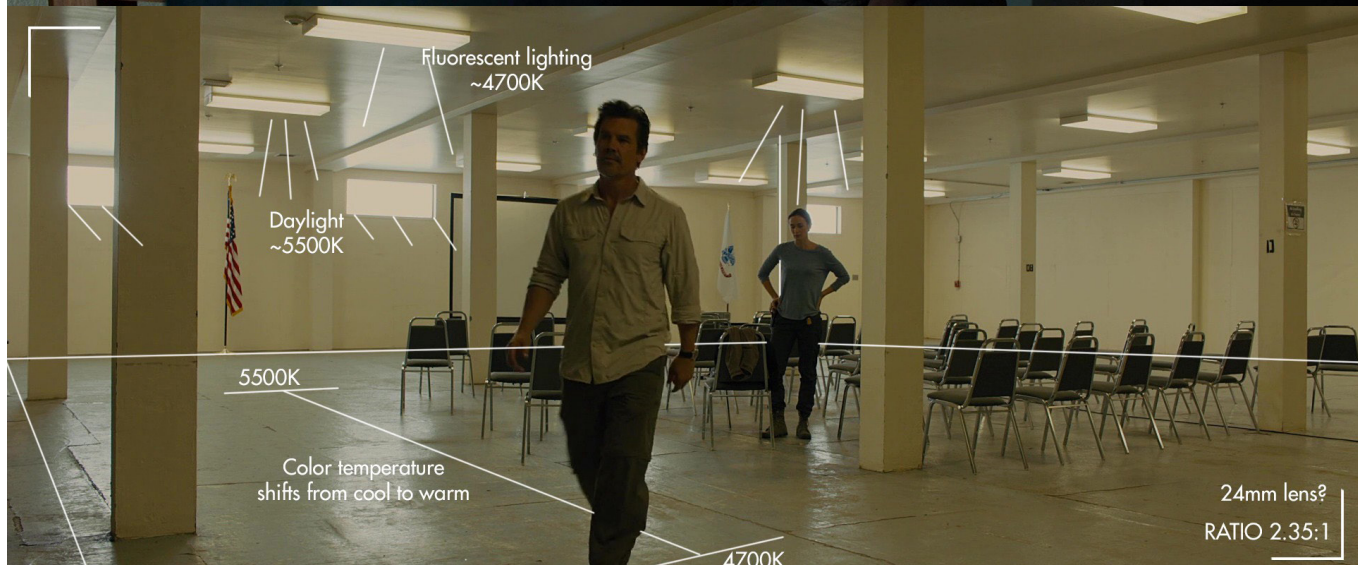 Fluorescent lighting
~4700K
Daylight
~5500K
5500K
Color temperature
shifts from cool to warm
24mm lens?
RATIO 2.35:1
4700K